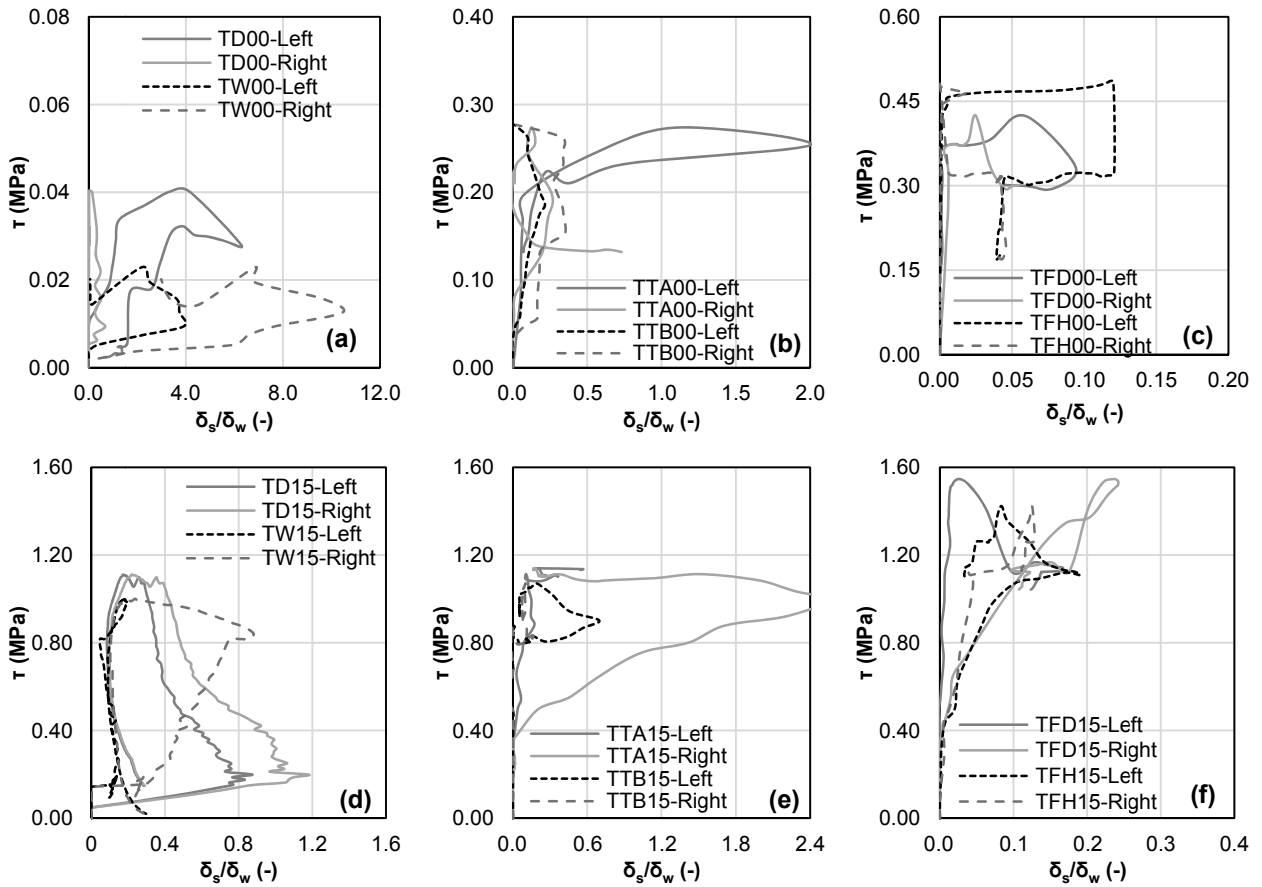 0.08
0.06
0.04
0.02
0.00
τ (MPa)
TD00-Left
TD00-Right
TW00-Left
TW00-Right
(a)
0.0 4.0 8.0 12.0
δs/δw (-)
0.40
0.30
0.20
0.10
0.00
τ (MPa)
TTA00-Left
TTA00-Right
TTB00-Left
TTB00-Right
(b)
0.0 0.5 1.0 1.5 2.0
δs/δw (-)
0.60
0.45
0.30
0.15
0.00
τ (MPa)
TFD00-Left
TFD00-Right
TFH00-Left
TFH00-Right
(c)
0.00 0.05 0.10 0.15 0.20
δs/δw (-)
1.60
1.20
0.80
0.40
0.00
τ (MPa)
TD15-Left
TD15-Right
TW15-Left
TW15-Right
(d)
0 0.4 0.8 1.2 1.6
δs/δw (-)
1.60
1.20
0.80
0.40
0.00
τ (MPa)
TTA15-Left
TTA15-Right
TTB15-Left
TTB15-Right
(e)
0.0 0.6 1.2 1.8 2.4
δs/δw (-)
1.60
1.20
0.80
0.40
0.00
τ (MPa)
TFD15-Left
TFD15-Right
TFH15-Left
TFH15-Right
(f)
0.0 0.1 0.2 0.3 0.4
δs/δw (-)